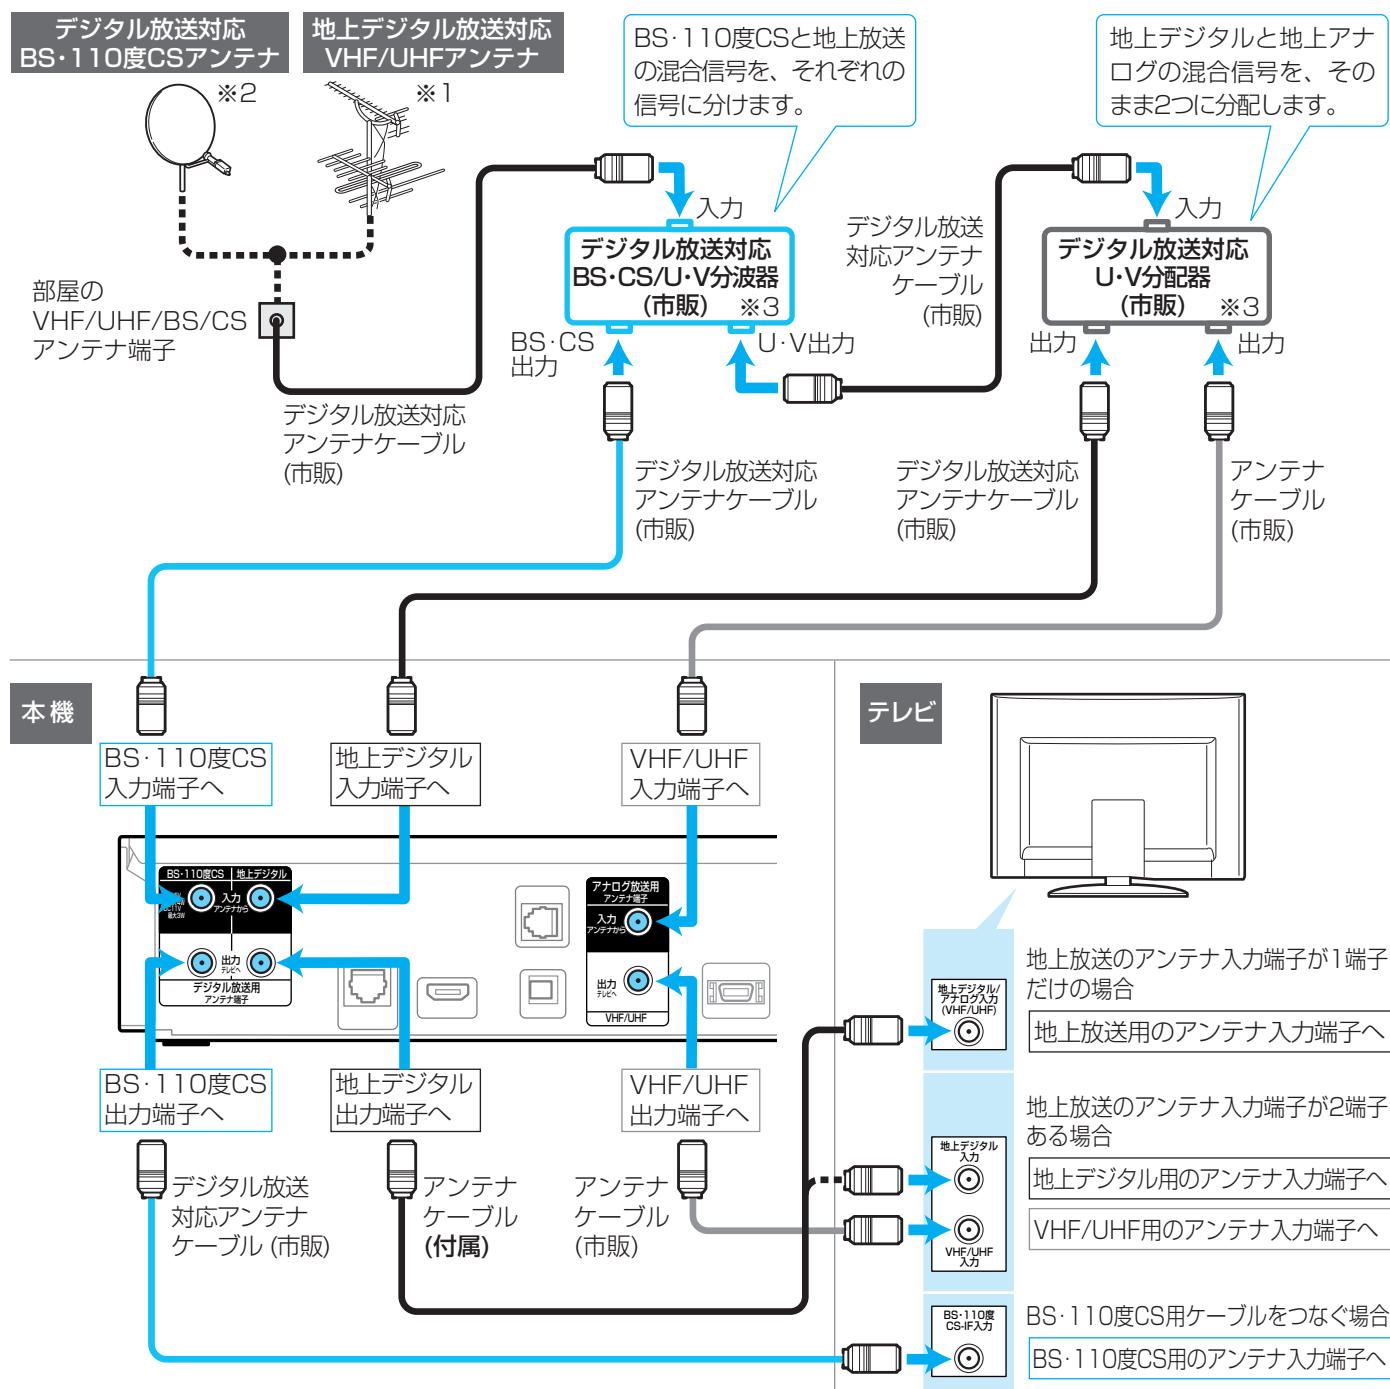 デジタル放送対応
BS・110度CSアンテナ
地上デジタル放送対応
VHF/UHFアンテナ
※2
※1
BS・110度CSと地上放送
の混合信号を、それぞれの
信号に分けます。
地上デジタルと地上アナ
ログの混合信号を、その
まま2つに分配します。
入力
デジタル放送対応
BS・CS/U・V分波器
(市販) ※3
BS・CS
出力
U・V出力
デジタル放送
対応アンテナ
ケーブル
(市販)
入力
デジタル放送対応
U・V分配器
(市販) ※3
出力
出力
部屋の
VHF/UHF/BS/CS
アンテナ端子
デジタル放送対応
アンテナケーブル
(市販)
デジタル放送対応
アンテナケーブル
(市販)
デジタル放送対応
アンテナケーブル
(市販)
アンテナ
ケーブル
(市販)
本機
BS・110度CS
入力端子へ
地上デジタル
入力端子へ
VHF/UHF
入力端子へ
BS・110度CS
地上デジタル
入力
アンテナから
最大3W
出力
テレビへ
デジタル放送用
アンテナ端子
アナログ放送用
アンテナ端子
入力
アンテナから
出力
テレビへ
VHF/UHF
BS・110度CS
出力端子へ
地上デジタル
出力端子へ
VHF/UHF
出力端子へ
デジタル放送
対応アンテナ
ケーブル (市販)
アンテナ
ケーブル
(付属)
アンテナ
ケーブル
(市販)
テレビ
地上デジタル/
アナログ入力
(VHF/UHF)
地上放送のアンテナ入力端子が1端子
だけの場合
地上放送用のアンテナ入力端子へ
地上放送のアンテナ入力端子が2端子
ある場合
地上デジタル
入力
地上デジタル用のアンテナ入力端子へ
VHF/UHF用のアンテナ入力端子へ
VHF/UHF
入力
BS・110度
CS-IF入力
BS・110度CS用ケーブルをつなぐ場合
BS・110度CS用のアンテナ入力端子へ